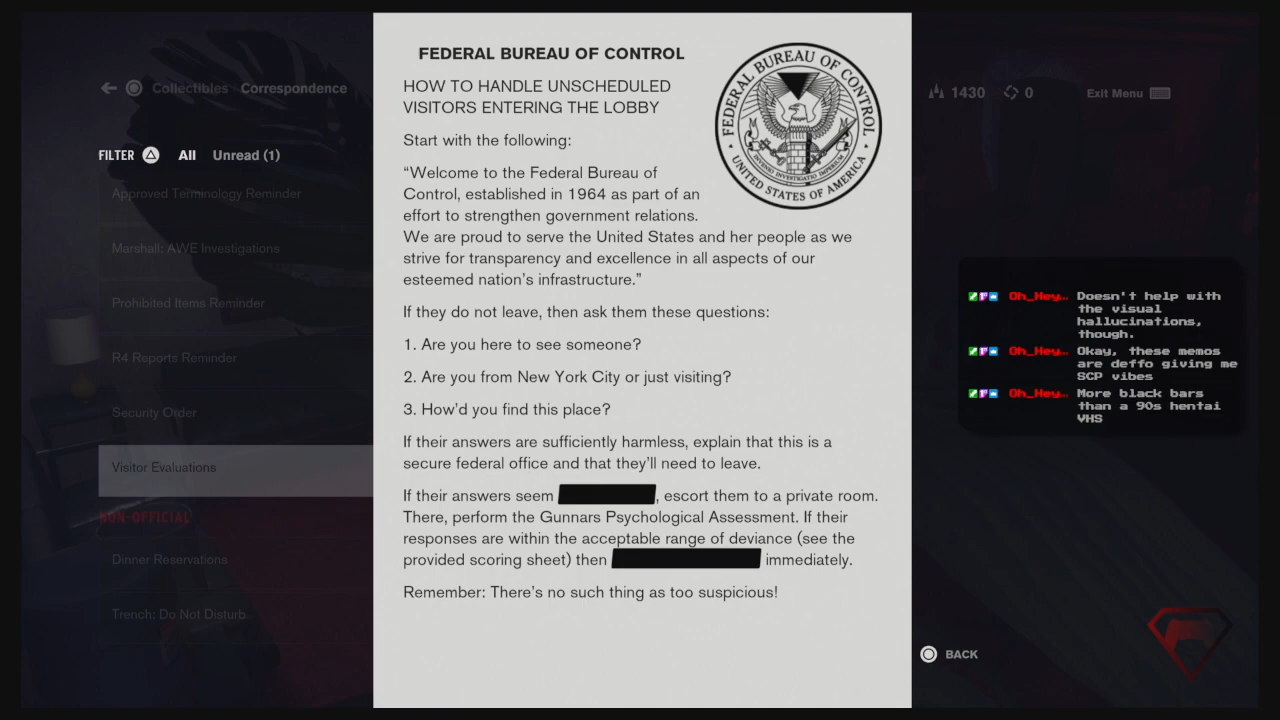 Collectibles Correspondence
FILTER All Unread (1)
Approved Terminology Reminder
Marshall: AWE Investigations
Prohibited Items Reminder
R4 Reports Reminder
Security Order
Visitor Evaluations
NON-OFFICIAL
Dinner Reservations
Trench: Do Not Disturb
FEDERAL BUREAU OF CONTROL
HOW TO HANDLE UNSCHEDULED
VISITORS ENTERING THE LOBBY
Start with the following:
“Welcome to the Federal Bureau of
Control, established in 1964 as part of an
effort to strengthen government relations.
We are proud to serve the United States and her people as we
strive for transparency and excellence in all aspects of our
esteemed nation’s infrastructure.”
If they do not leave, then ask them these questions:
1. Are you here to see someone?
2. Are you from New York City or just visiting?
3. How’d you find this place?
If their answers are sufficiently harmless, explain that this is a
secure federal office and that they’ll need to leave.
If their answers seem , escort them to a private room.
There, perform the Gunnars Psychological Assessment. If their
responses are within the acceptable range of deviance (see the
provided scoring sheet) then immediately.
Remember: There’s no such thing as too suspicious!
FEDERAL BUREAU OF CONTROL
INVENIO INVESTIGATIO IMPERIUM
UNITED STATES OF AMERICA
1430 0 Exit Menu
Oh_Hey… Doesn't help with
the visual
hallucinations,
though.
Oh_Hey… Okay, these memos
are deffo giving me
SCP vibes
Oh_Hey… More black bars
than a 90s hentai
VHS
BACK